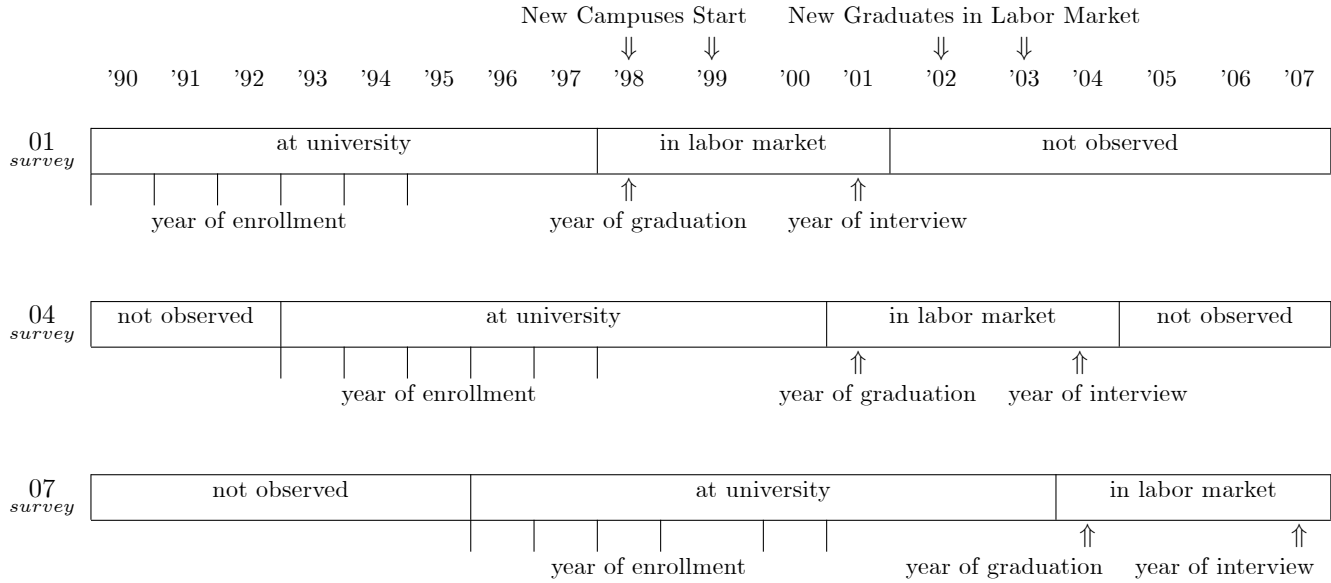 New Campuses Start New Graduates in Labor Market
⇓ ⇓ ⇓ ⇓
'90 '91 '92 '93 '94 '95 '96 '97 '98 '99 '00 '01 '02 '03 '04 '05 '06 '07
01 at university in labor market not observed
survey
⇑ ⇑
year of enrollment year of graduation year of interview
04 not observed at university in labor market not observed
survey
⇑ ⇑
year of enrollment year of graduation year of interview
07 not observed at university in labor market
survey
⇑ ⇑
year of enrollment year of graduation year of interview